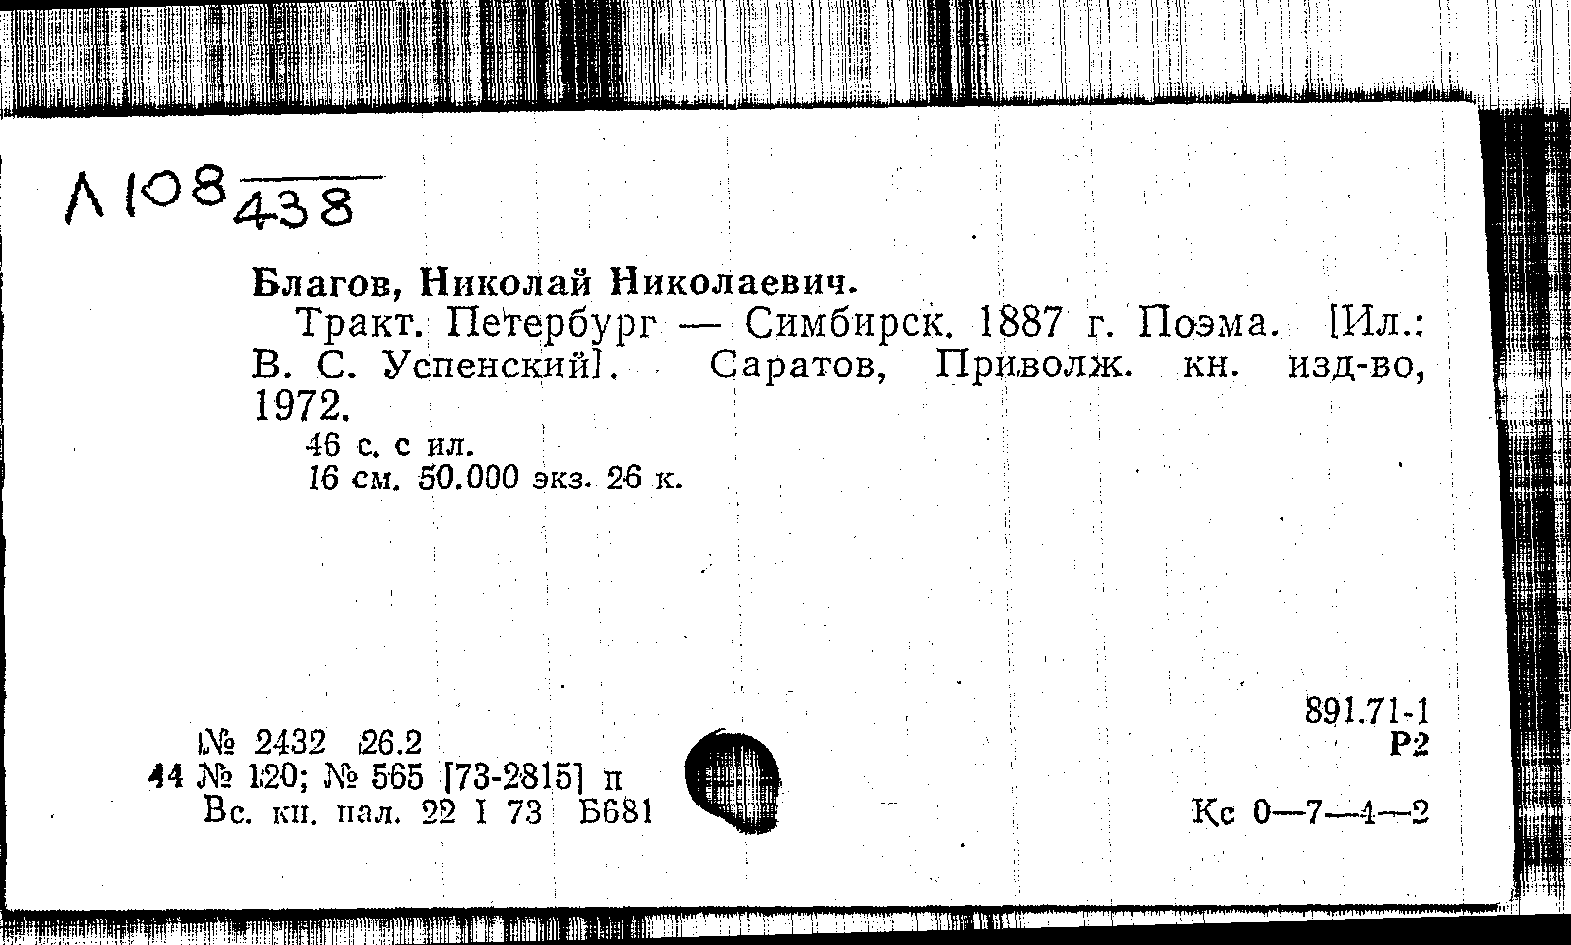 Л 108
438
Благов, Николай Николаевич.
Тракт. Петербург — Симбирск. 1887 г. Поэма. [Ил.:
В. С. Успенский]. Саратов, Приволж. кн. изд-во,
1972.
46 с. с ил.
16 см. 50.000 экз. 26 к.
891.71-1
Р2
№ 2432 26.2
44 № 120; № 565 [73-2815] п
Вс. кн. пал. 22 I 73 Б681
Кс 0—7—4—2